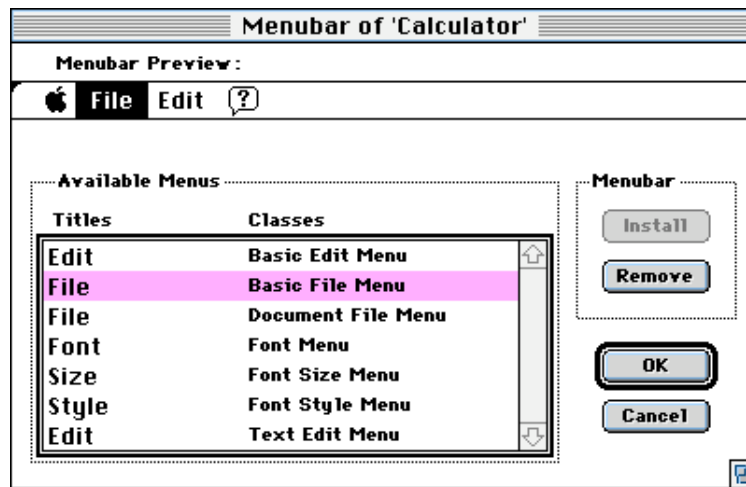 Menubar of 'Calculator'
Menubar Preview:
File Edit ?
Available Menus
Menubar
Titles Classes
Install
Edit Basic Edit Menu
File Basic File Menu
Remove
File Document File Menu
Font Font Menu
OK
Size Font Size Menu
Style Font Style Menu
Cancel
Edit Text Edit Menu